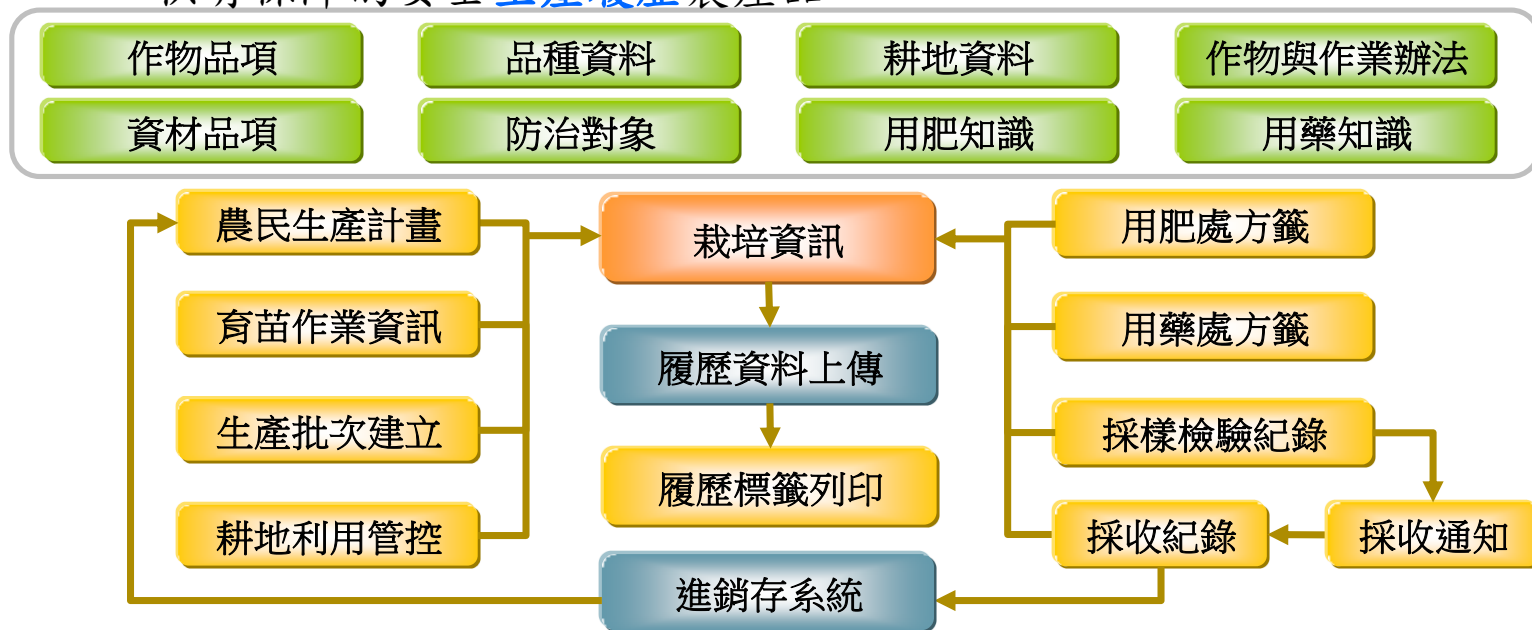 作物品項 品種資料 耕地資料 作物與作業辦法
資材品項 防治對象 用肥知識 用藥知識
農民生產計畫 栽培資訊 用肥處方籤
育苗作業資訊 履歷資料上傳 用藥處方籤
生產批次建立 履歷標籤列印 採樣檢驗紀錄
耕地利用管控 採收紀錄 採收通知
進銷存系統